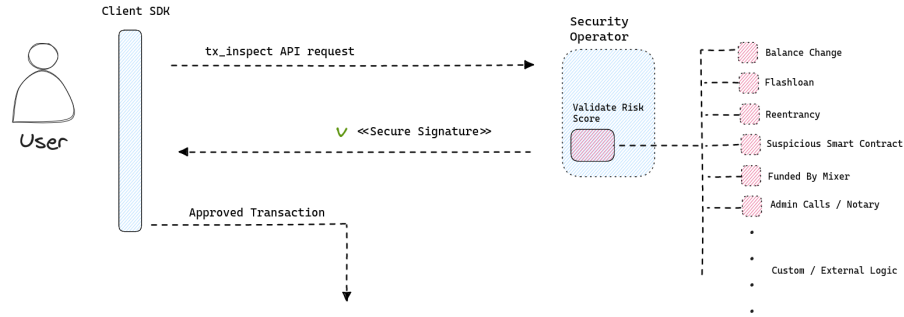 Client SDK
Security
Operator
tx_inspect API request
Balance Change
Flashloan
Validate Risk
Score
Reentrancy
<<Secure Signature>>
Suspicious Smart Contract
User
Funded By Mixer
Admin Calls / Notary
Approved Transaction
Custom / External Logic